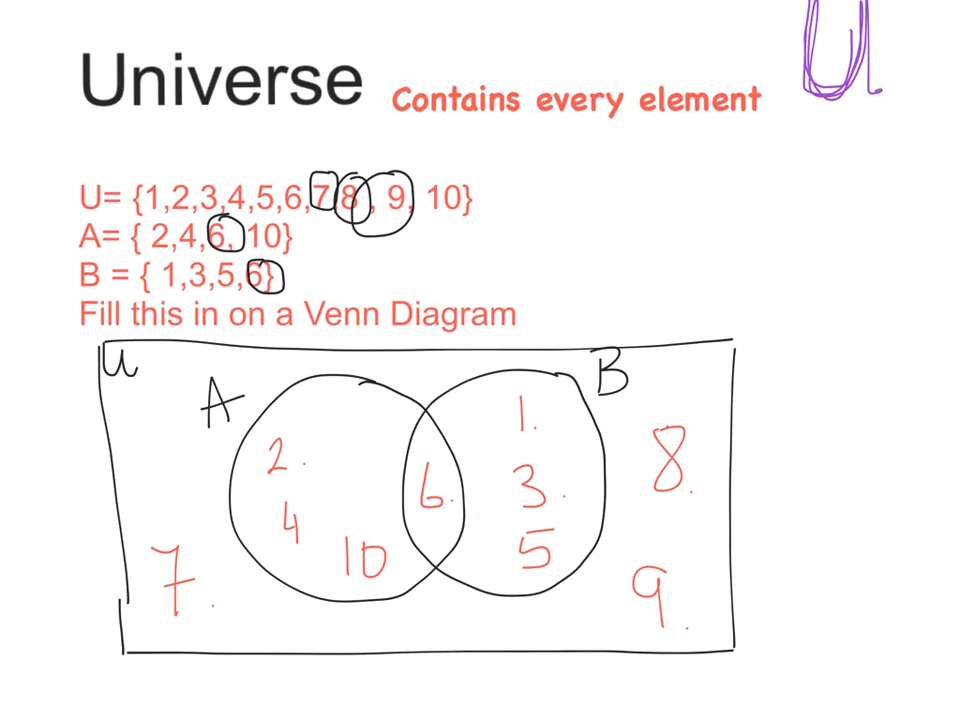 U
Universe Contains every element
U= {1,2,3,4,5,6,7,8 , 9, 10}
A= { 2,4,6, 10}
B = { 1,3,5,6}
Fill this in on a Venn Diagram
U
A
B
1.
2.
8.
6.
3.
4
10
5
7.
9.